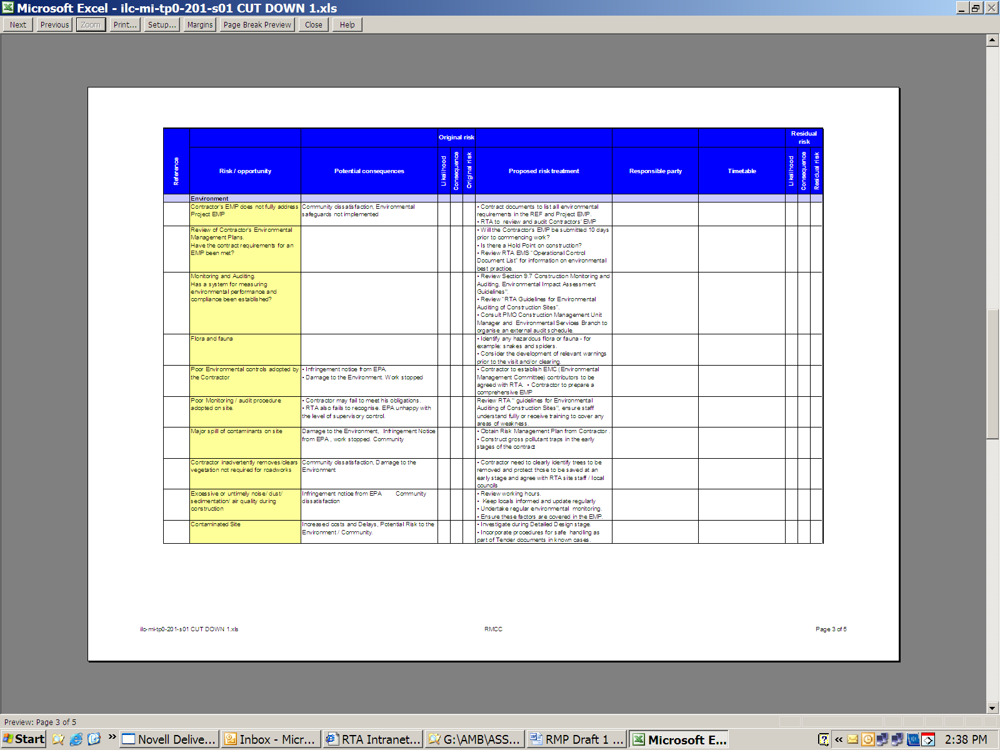 Microsoft Excel - ilc-mi-tp0-201-s01 CUT DOWN 1.xls
Next Previous Zoom Print... Setup... Margins Page Break Preview Close Help
Original risk
Residual
risk
Reference
Risk / opportunity
Potential consequences
Likelihood
Consequence
Original risk
Proposed risk treatment
Responsible party
Timetable
Likelihood
Consequence
Residual risk
Environment
Contractor's EMP does not fully address
Project EMP
Community dissatisfaction, Environmental
safeguards not implemented
• Contract documents to list all environmental
requirements in the REF and Project EMP.
• RTA to review and audit Contractors' EMP
Review of Contractor's Environmental
Management Plans.
Have the contract requirements for an
EMP been met?
• Will the Contractor's EMP be submitted 10 days
prior to commencing work?
• Is there a Hold Point on construction?
• Review RTA EMS "Operational Control
Document List" for information on environmental
best practice.
Monitoring and Auditing.
Has a system for measuring
environmental performance and
compliance been established?
• Review Section 9.7 Construction Monitoring and
Auditing, Environmental Impact Assessment
Guidelines".
• Review "RTA Guidelines for Environmental
Auditing of Construction Sites".
• Consult PMO Construction Management Unit
Manager and Environmental Services Branch to
organise an external audit schedule.
Flora and fauna
• Identify any hazardous flora or fauna - for
example: snakes and spiders.
• Consider the development of relevant warnings
prior to the visit and/or clearing.
Poor Environmental controls adopted by
the Contractor
• Infringement notice from EPA.
• Damage to the Environment. Work stopped
• Contractor to establish EMC (Environmental
Management Committee) contributors to be
agreed with RTA. • Contractor to prepare a
comprehensive EMP
Poor Monitoring / audit procedure
adopted on site.
• Contractor may fail to meet his obligations.
• RTA also fails to recognise. EPA unhappy with
the level of supervisory control.
Review RTA " guidelines for Environmental
Auditing of Construction Sites", ensure staff
understand fully or receive training to cover any
areas of weakness.
Major spill of contaminants on site
Damage to the Environment, Infringement Notice
from EPA , work stopped. Community
• Obtain Risk Management Plan from Contractor .
• Construct gross pollutant traps in the early
stages of the contract
Contractor inadvertently removes/clears
vegetation not required for roadworks
Community dissatisfaction, Damage to the
Environment
• Contractor need to clearly identify trees to be
removed and protect those to be saved at an
early stage and agree with RTA site staff / local
councils
Excessive or untimely noise/ dust/
sedimentation/ air quality during
construction
Infringement notice from EPA Community
dissatisfaction
• Review working hours.
• Keep locals informed and update regularly
• Undertake regular environmental monitoring.
• Ensure these factors are covered in the EMP.
Contaminated Site
Increased costs and Delays, Potential Risk to the
Environment / Community.
• Investigate during Detailed Design stage.
• Incorporate procedures for safe handling as
part of Tender documents in known cases.
ilc-mi-tp0-201-s01 CUT DOWN 1.xls RMCC Page 3 of 5
Preview: Page 3 of 5
Start » Novell Delive... Inbox - Micr... RTA Intranet... G:\AMB\ASS... RMP Draft 1 ... Microsoft E... « 2:38 PM